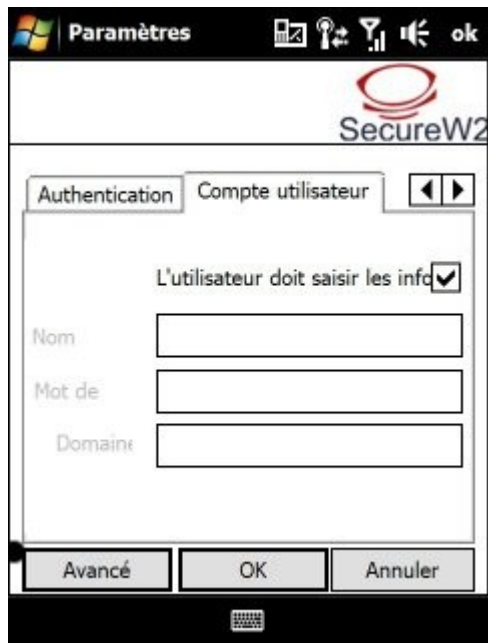 Paramètres ok
SecureW2
Authentication Compte utilisateur
L'utilisateur doit saisir les info
Nom
Mot de
Domaine
Avancé OK Annuler